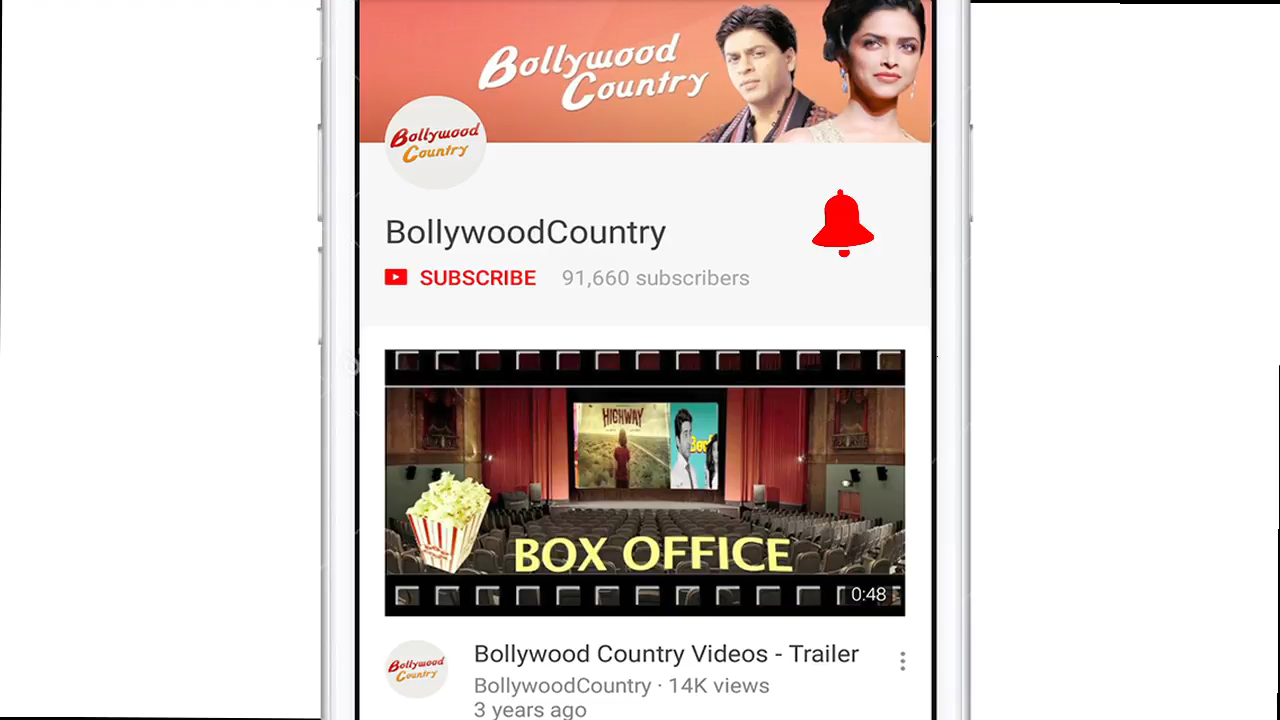 Bollywood
Country
Bollywood
Country
BollywoodCountry
SUBSCRIBE 91,660 subscribers
HIGHWAY
BOX OFFICE
0:48
Bollywood
Country
Bollywood Country Videos - Trailer
BollywoodCountry · 14K views
3 years ago